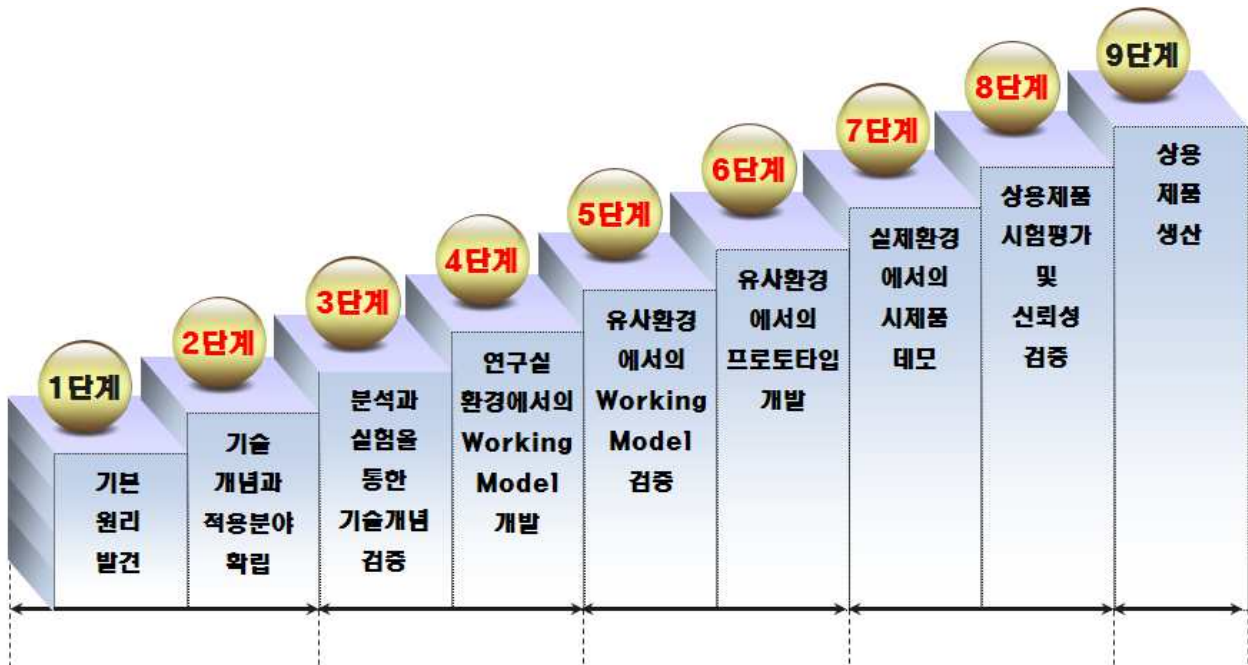 1단계
기본
원리
발견
2단계
기술
개념과
적용분야
확립
3단계
분석과
실험을
통한
기술개념
검증
4단계
연구실
환경에서의
Working
Model
개발
5단계
유사환경
에서의
Working
Model
검증
6단계
유사환경
에서의
프로토타입
개발
7단계
실제환경
에서의
시제품
데모
8단계
상용제품
시험평가
및
신뢰성
검증
9단계
상용
제품
생산